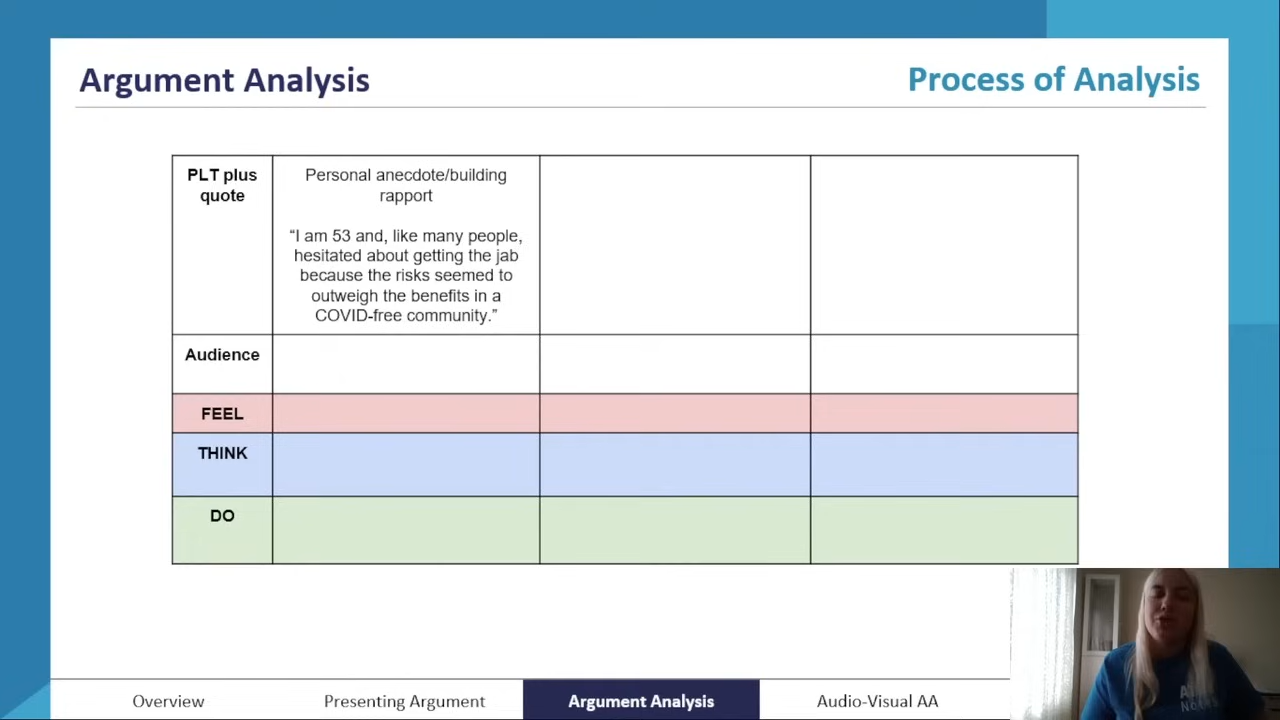 Argument Analysis
Process of Analysis
PLT plus
quote
Personal anecdote/building
rapport
“I am 53 and, like many people,
hesitated about getting the jab
because the risks seemed to
outweigh the benefits in a
COVID-free community.”
Audience
FEEL
THINK
DO
Overview
Presenting Argument
Argument Analysis
Audio-Visual AA